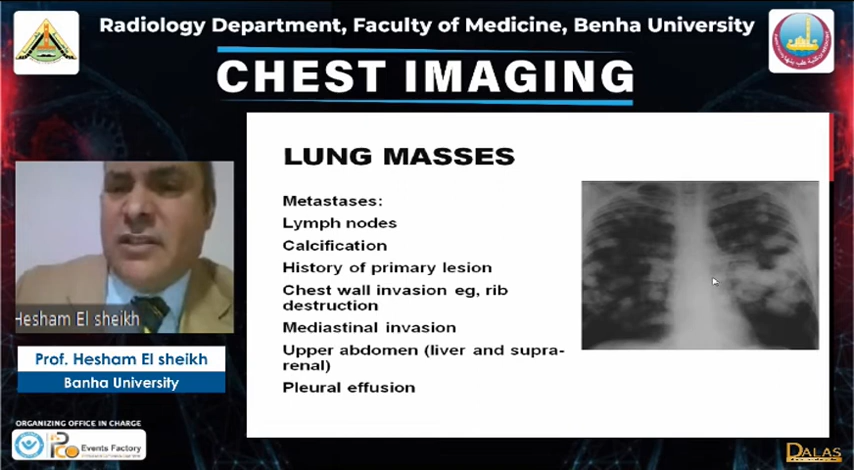 Radiology Department, Faculty of Medicine, Benha University
CHEST IMAGING
LUNG MASSES
Metastases:
Lymph nodes
Calcification
History of primary lesion
Chest wall invasion eg, rib
destruction
Mediastinal invasion
Upper abdomen (liver and supra-
renal)
Pleural effusion
Hesham El sheikh
Prof. Hesham El sheikh
Banha University
ORGANIZING OFFICE IN CHARGE
Events Factory
DALAS